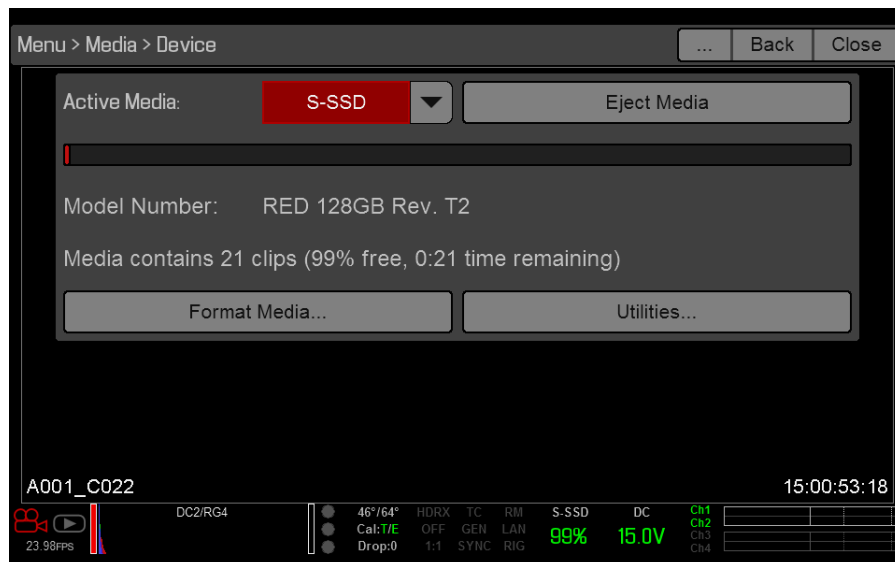 Menu > Media > Device ... Back Close
Active Media: S-SSD Eject Media
Model Number: RED 128GB Rev. T2
Media contains 21 clips (99% free, 0:21 time remaining)
Format Media... Utilities...
A001_C022 15:00:53:18
DC2/RG4 46°/64° HDRX TC RM S-SSD DC Ch1
Cal:T/E OFF GEN LAN 99% 15.0V Ch2
23.98FPS Drop:0 1:1 SYNC RIG Ch3
Ch4